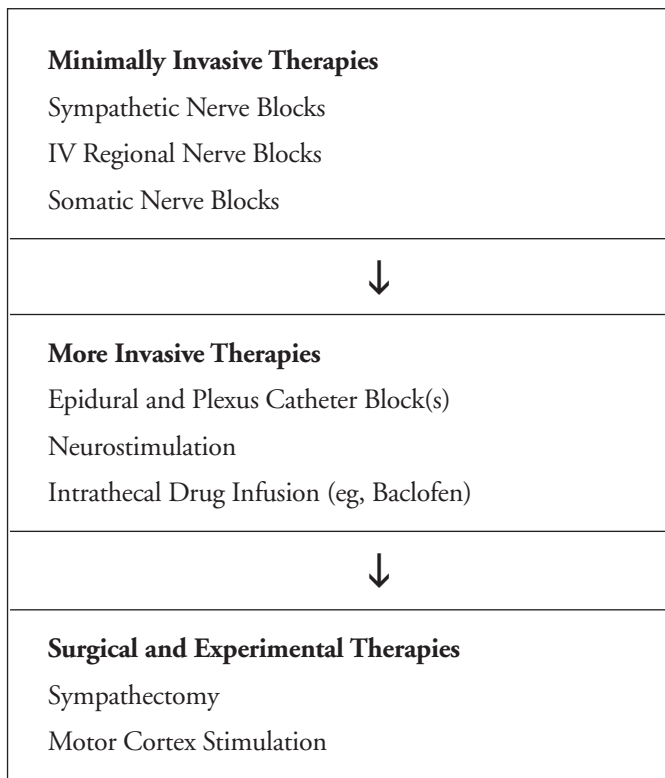 Minimally Invasive Therapies
Sympathetic Nerve Blocks
IV Regional Nerve Blocks
Somatic Nerve Blocks
↓
More Invasive Therapies
Epidural and Plexus Catheter Block(s)
Neurostimulation
Intrathecal Drug Infusion (eg, Baclofen)
↓
Surgical and Experimental Therapies
Sympathectomy
Motor Cortex Stimulation